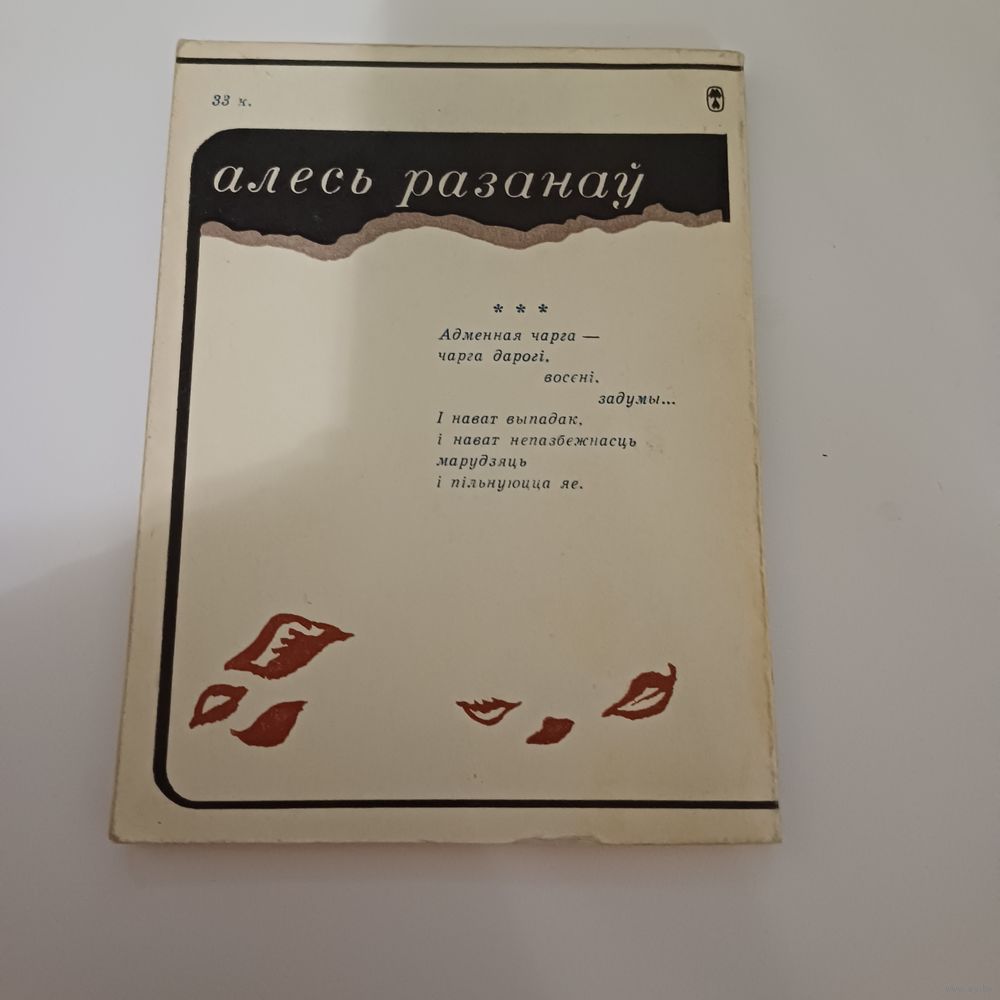 33 к.
алесь разанаў
* * *
Адменная чарга —
чарга дарогі,
восені,
задумы...
І нават выпадак,
і нават непазбежнасць
марудзяць
і пільнуюцца яе.